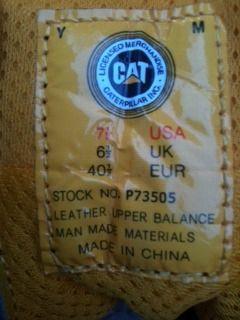 Y M
LICENSED MERCHANDISE
CAT
CATERPILLAR INC.
7½ USA
6½ UK
40½ EUR
STOCK NO. P73505
LEATHER UPPER BALANCE
MAN MADE MATERIALS
MADE IN CHINA